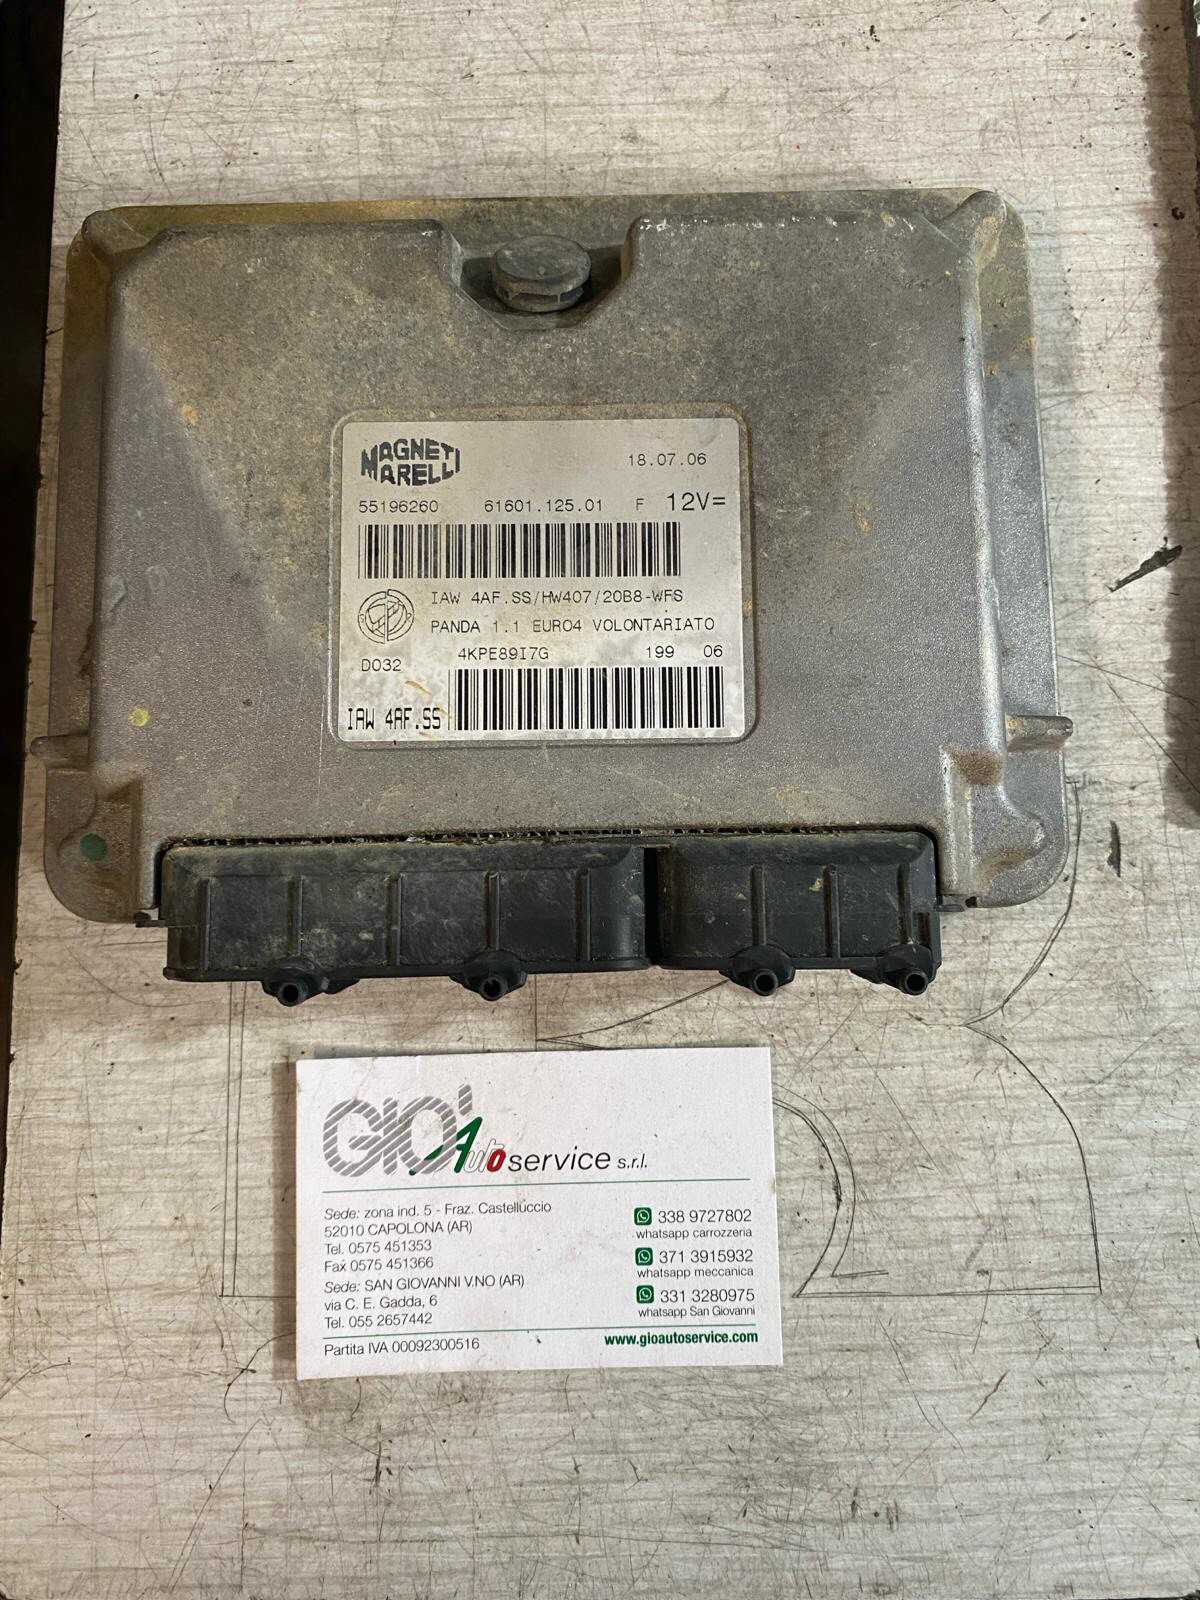 MAGNETI
MARELLI
18.07.06
55196260 61601.125.01 F 12V=
IAW 4AF.SS/HW407/20B8-WFS
PANDA 1.1 EURO4 VOLONTARIATO
D032 4KPE89I7G 199 06
IAW 4AF.SS
GIO' Autoservice s.r.l.
Sede: zona ind. 5 - Fraz. Castelluccio
52010 CAPOLONA (AR)
Tel. 0575 451353
Fax 0575 451366
Sede: SAN GIOVANNI V.NO (AR)
via C. E. Gadda, 6
Tel. 055 2657442
Partita IVA 00092300516
338 9727802
whatsapp carrozzeria
371 3915932
whatsapp meccanica
331 3280975
whatsapp San Giovanni
www.gioautoservice.com